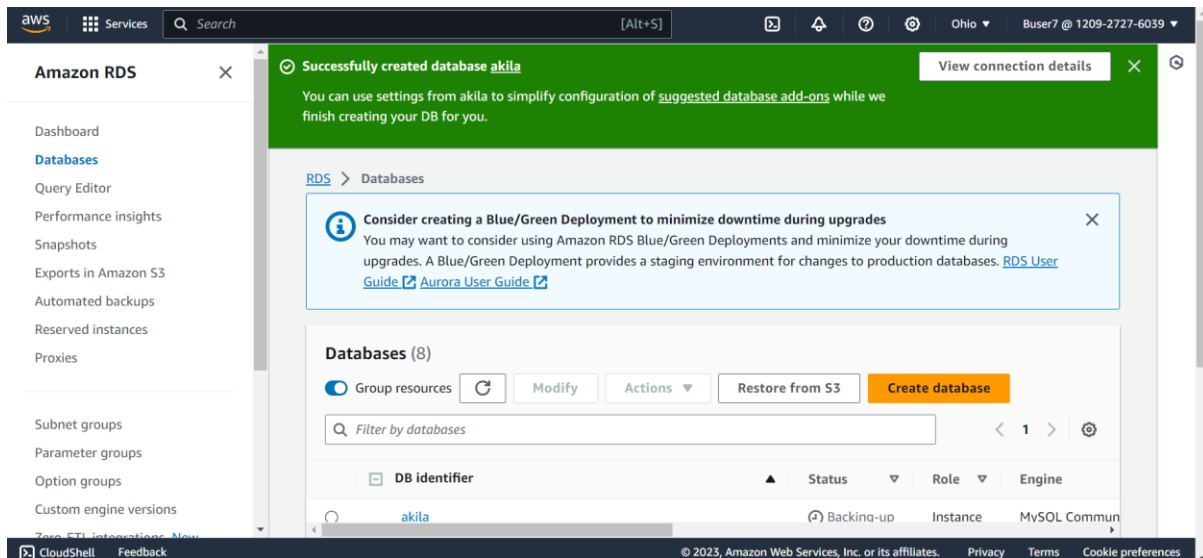 aws
Services
Search
[Alt+S]
Ohio ▼
Buser7 @ 1209-2727-6039 ▼
Amazon RDS
Dashboard
Databases
Query Editor
Performance insights
Snapshots
Exports in Amazon S3
Automated backups
Reserved instances
Proxies
Subnet groups
Parameter groups
Option groups
Custom engine versions
Zero-ETL integrations New
Successfully created database akila
View connection details
You can use settings from akila to simplify configuration of suggested database add-ons while we
finish creating your DB for you.
RDS > Databases
Consider creating a Blue/Green Deployment to minimize downtime during upgrades
You may want to consider using Amazon RDS Blue/Green Deployments and minimize your downtime during
upgrades. A Blue/Green Deployment provides a staging environment for changes to production databases. RDS User
Guide Aurora User Guide
Databases (8)
Group resources
Modify
Actions ▼
Restore from S3
Create database
Filter by databases
< 1 >
DB identifier
Status
Role
Engine
akila
Backing-up
Instance
MySQL Commun
CloudShell
Feedback
© 2023, Amazon Web Services, Inc. or its affiliates.
Privacy
Terms
Cookie preferences